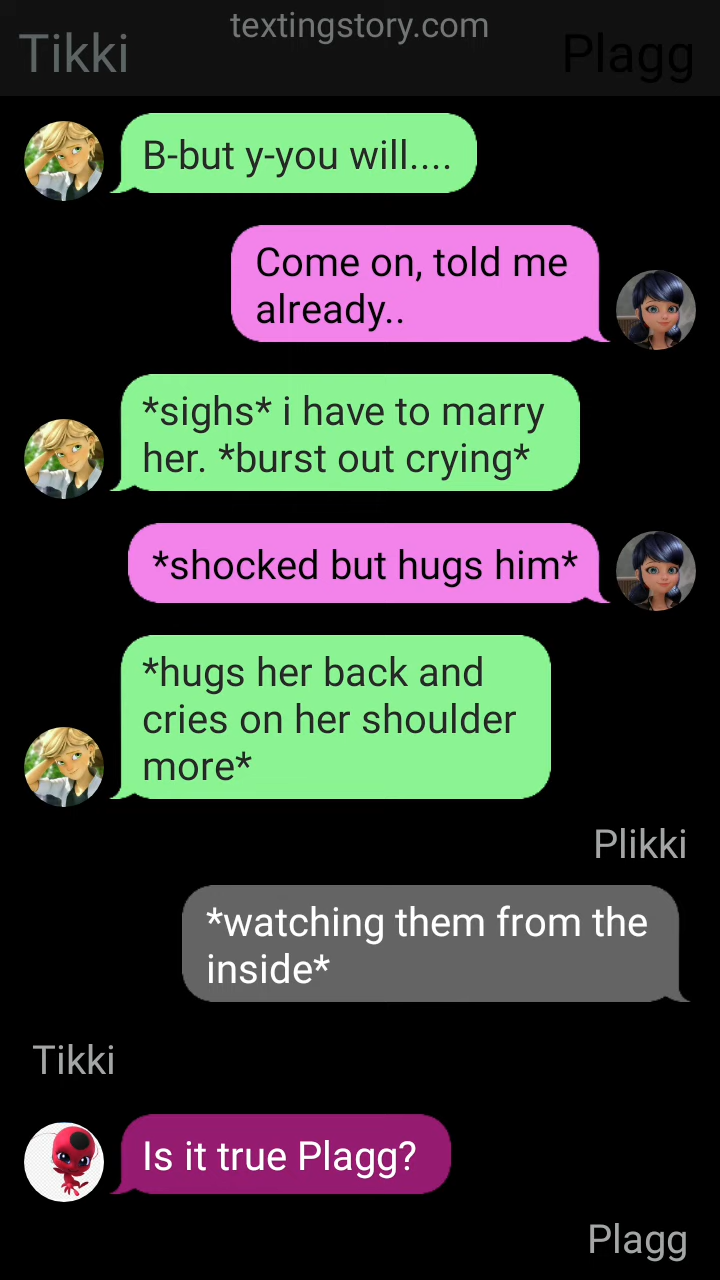 textingstory.com
Tikki
Plagg
B-but y-you will....
Come on, told me
already..
*sighs* i have to marry
her. *burst out crying*
*shocked but hugs him*
*hugs her back and
cries on her shoulder
more*
Plikki
*watching them from the
inside*
Tikki
Is it true Plagg?
Plagg